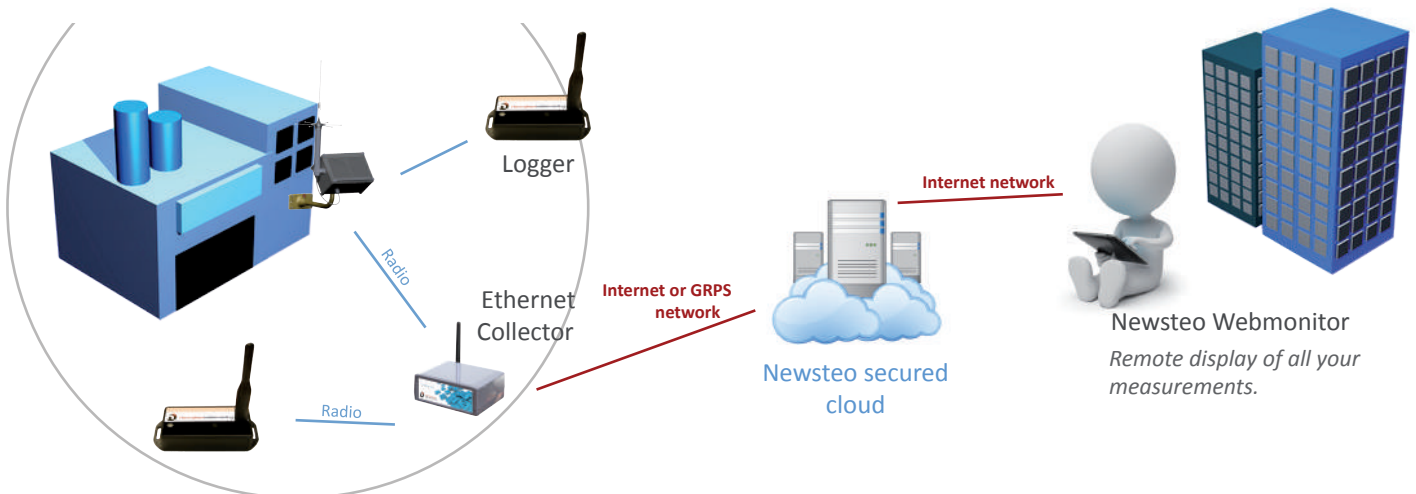 Logger
Radio
Ethernet
Collector
Radio
Internet or GRPS
network
Newsteo secured
cloud
Internet network
Newsteo Webmonitor
Remote display of all your
measurements.